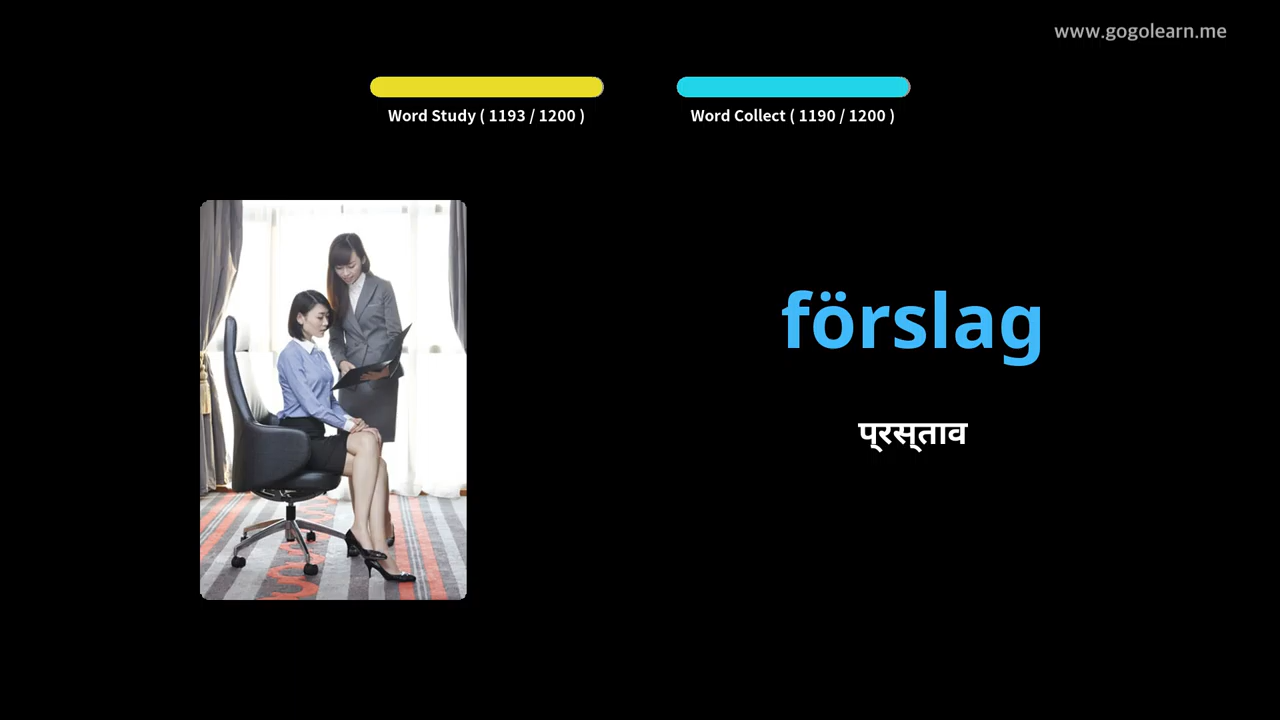 www.gogolearn.me
Word Study ( 1193 / 1200 )
Word Collect ( 1190 / 1200 )
förslag
प्रस्ताव